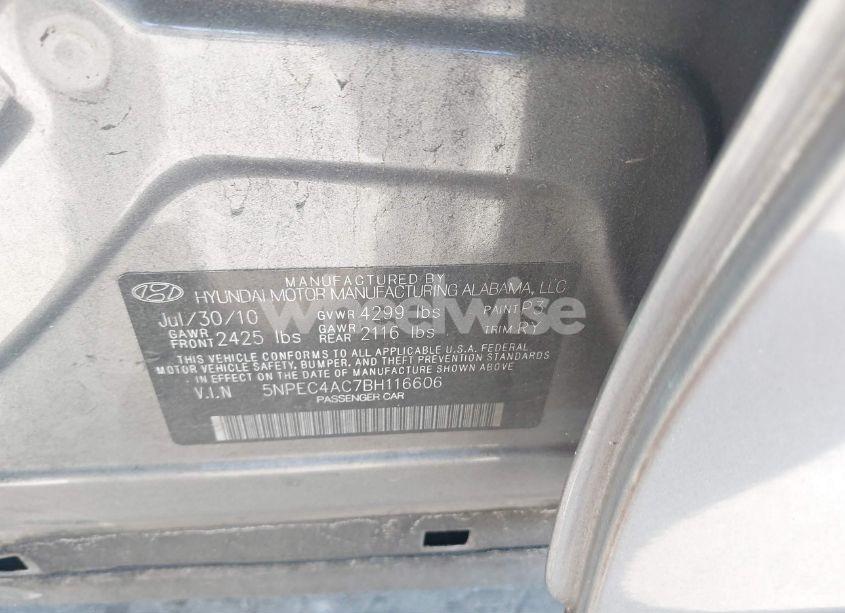 MANUFACTURED BY
HYUNDAI MOTOR MANUFACTURING ALABAMA, LLC
Jul/30/10 GVWR 4299 lbs PAINT P3
GAWR FRONT 2425 lbs GAWR REAR 2116 lbs TRIM RY
THIS VEHICLE CONFORMS TO ALL APPLICABLE U.S.A. FEDERAL
MOTOR VEHICLE SAFETY, BUMPER, AND THEFT PREVENTION STANDARDS
IN EFFECT ON THE DATE OF MANUFACTURE SHOWN ABOVE
V.I.N 5NPEC4AC7BH116606
PASSENGER CAR
wheelwise